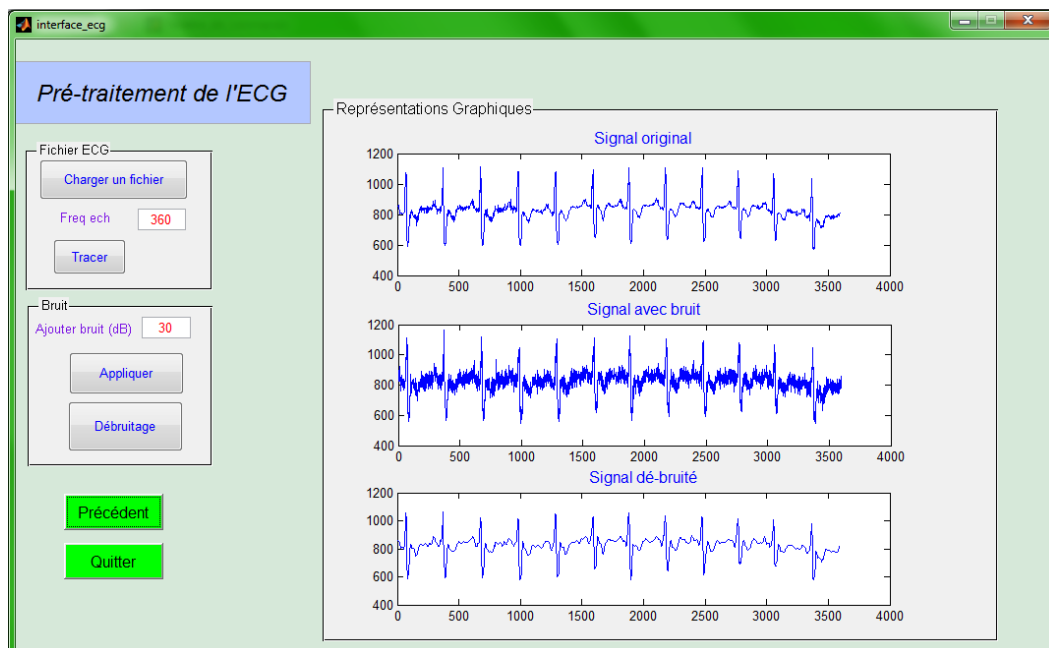 interface_ecg
Pré-traitement de l'ECG
Fichier ECG
Charger un fichier
Freq ech 360
Tracer
Bruit
Ajouter bruit (dB) 30
Appliquer
Débruitage
Précédent
Quitter
Représentations Graphiques
Signal original
1200
1000
800
600
400
0 500 1000 1500 2000 2500 3000 3500 4000
Signal avec bruit
1200
1000
800
600
400
0 500 1000 1500 2000 2500 3000 3500 4000
Signal dé-bruité
1200
1000
800
600
400
0 500 1000 1500 2000 2500 3000 3500 4000